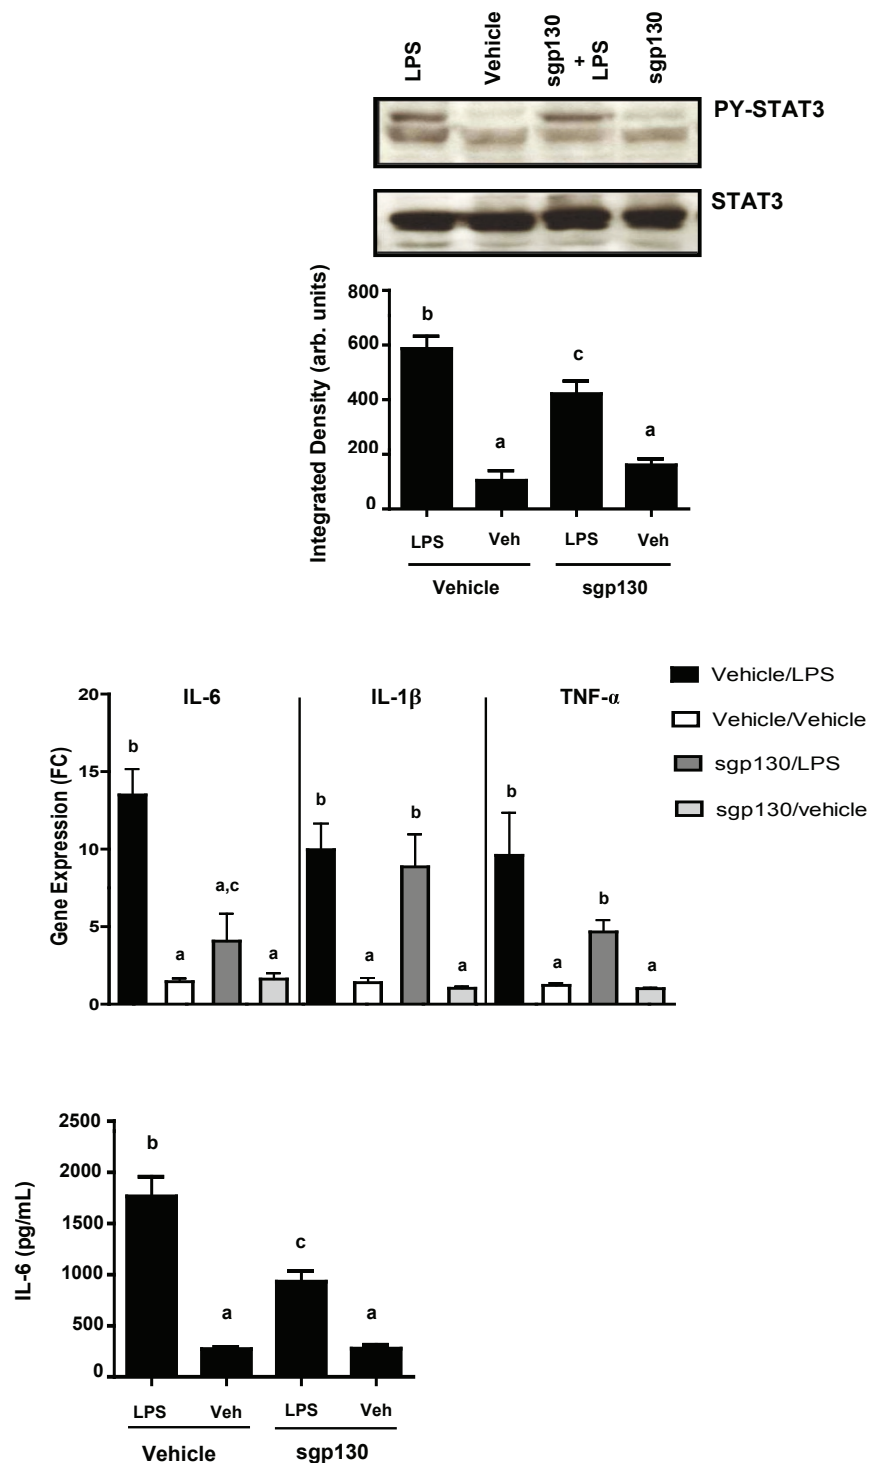 LPS
Vehicle
sgp130
+
LPS
sgp130
PY-STAT3
STAT3
Integrated Density (arb. units)
800
600
400
200
0
b
a
c
a
LPS Veh LPS Veh
Vehicle sgp130
Vehicle/LPS
Vehicle/Vehicle
sgp130/LPS
sgp130/vehicle
Gene Expression (FC)
20
15
10
5
0
IL-6 IL-1β TNF-α
b
a
a,c
a
b
a
b
a
b
a
b
a
IL-6 (pg/mL)
2500
2000
1500
1000
500
0
b
a
c
a
LPS Veh LPS Veh
Vehicle sgp130